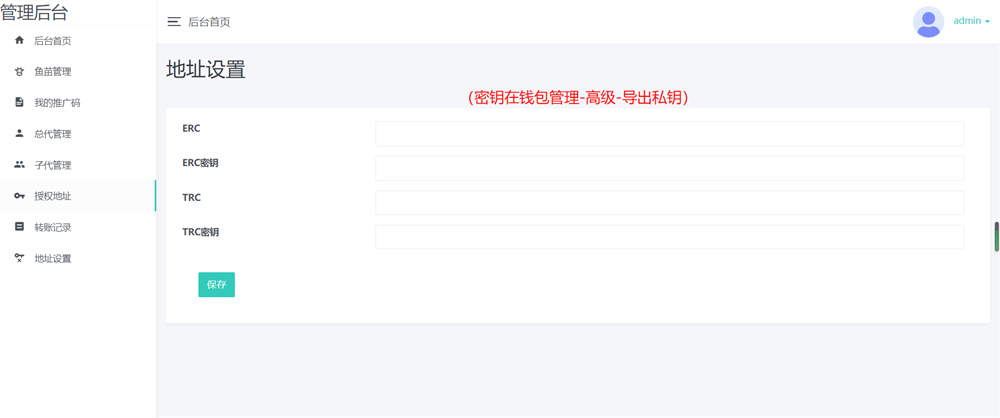 管理后台
后台首页
admin
后台首页
鱼苗管理
我的推广码
总代管理
子代管理
授权地址
转账记录
地址设置
地址设置
（密钥在钱包管理-高级-导出私钥）
ERC
ERC密钥
TRC
TRC密钥
保存